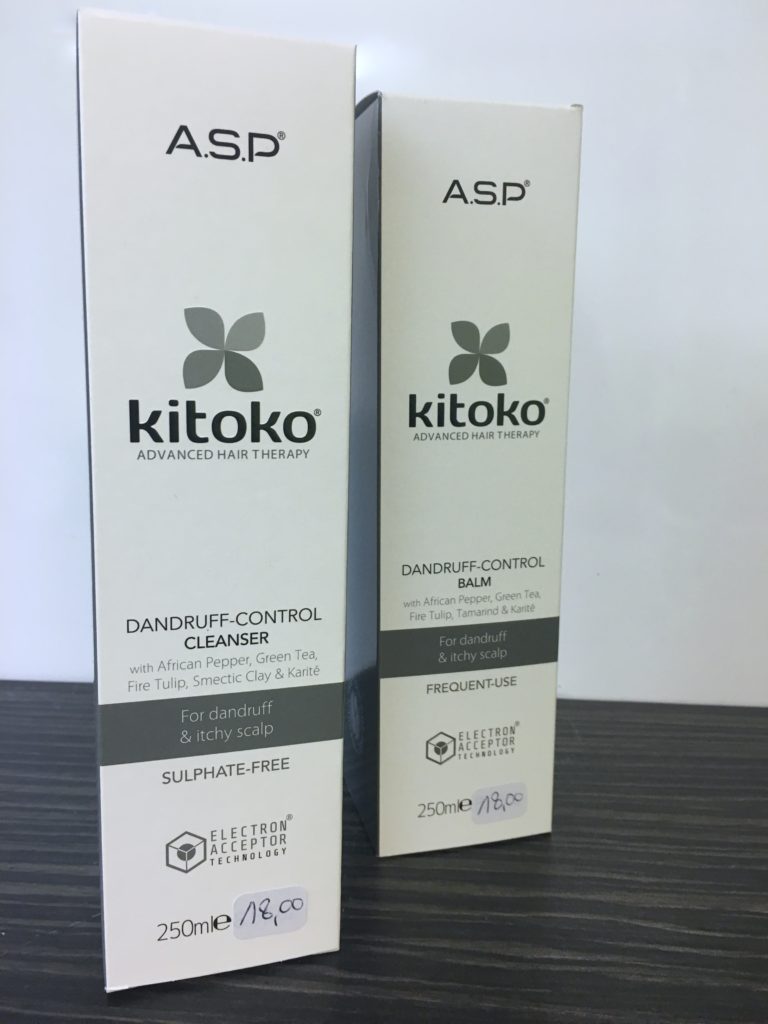 A.S.P®
kitoko®
ADVANCED HAIR THERAPY
DANDRUFF-CONTROL
CLEANSER
with African Pepper, Green Tea,
Fire Tulip, Smectic Clay & Karité
For dandruff
& itchy scalp
SULPHATE-FREE
ELECTRON®
ACCEPTOR
TECHNOLOGY
250ml℮ 18,00
A.S.P®
kitoko®
ADVANCED HAIR THERAPY
DANDRUFF-CONTROL
BALM
with African Pepper, Green Tea,
Fire Tulip, Tamarind & Karité
For dandruff
& itchy scalp
FREQUENT-USE
ELECTRON®
ACCEPTOR
TECHNOLOGY
250ml℮ 18,00